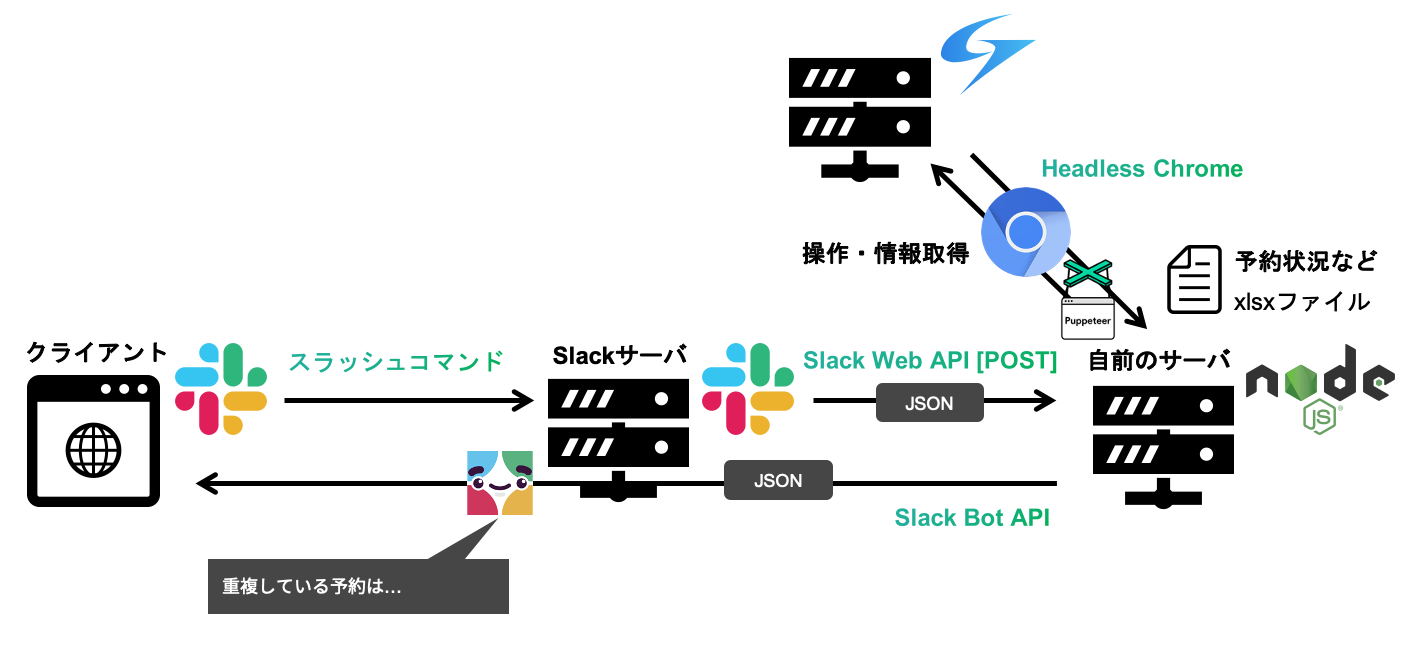 Headless Chrome
操作・情報取得
予約状況など
xlsxファイル
Puppeteer
クライアント
スラッシュコマンド
Slackサーバ
Slack Web API [POST]
自前のサーバ
JSON
node
JS
JSON
Slack Bot API
重複している予約は...